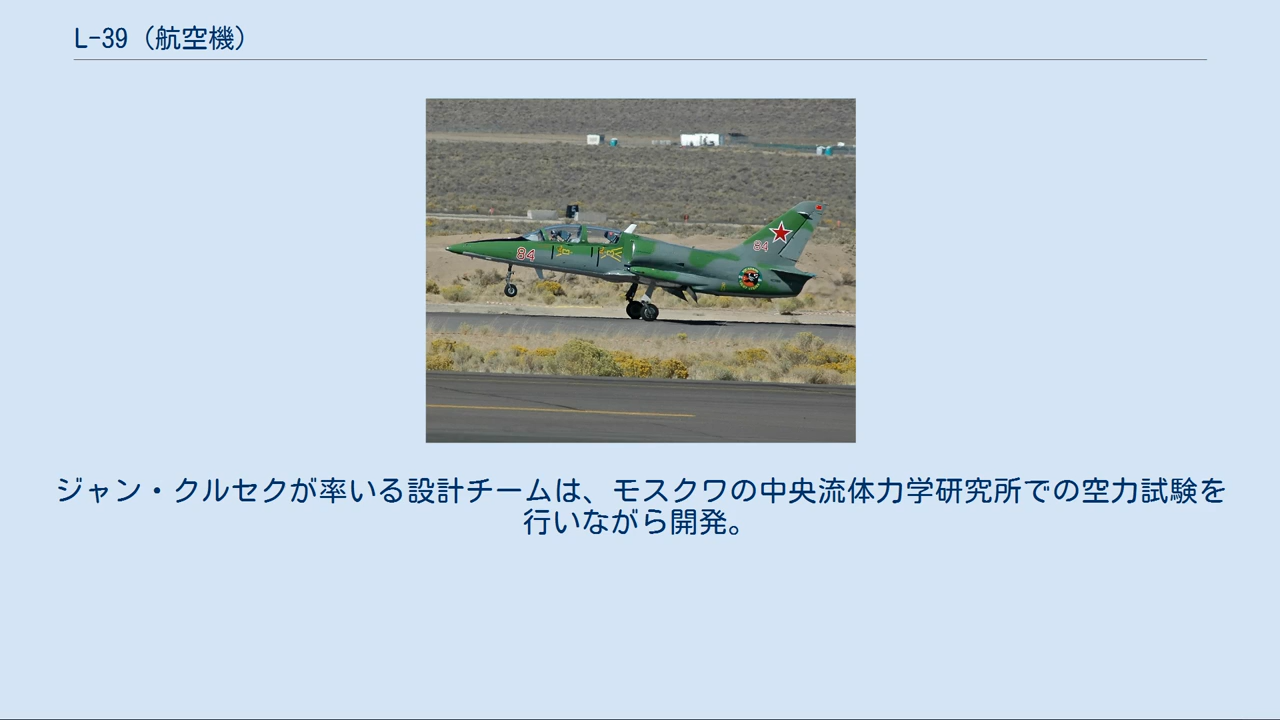 L-39（航空機）
84
84
ジャン・クルセクが率いる設計チームは、モスクワの中央流体力学研究所での空力試験を
行いながら開発。